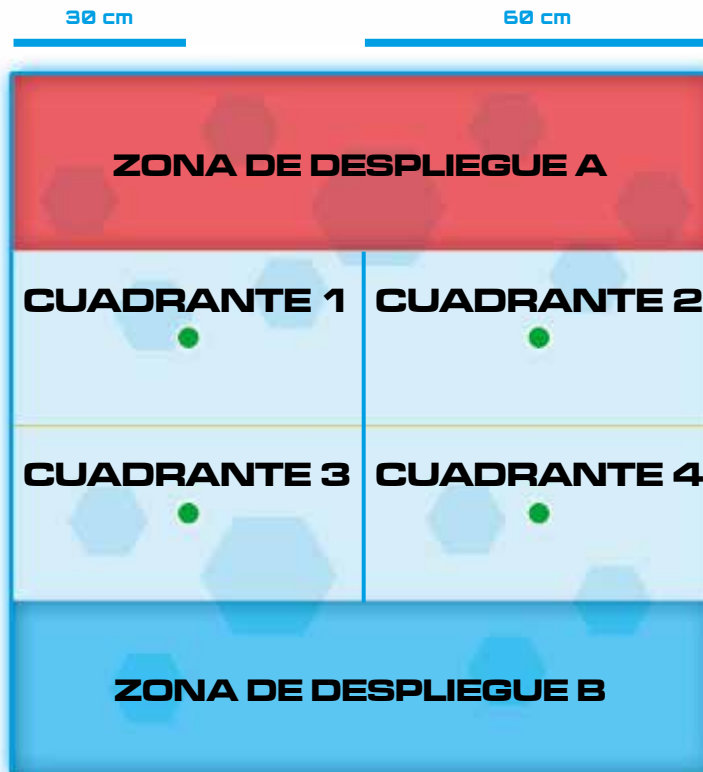 30 cm
60 cm
ZONA DE DESPLIEGUE A
CUADRANTE 1
CUADRANTE 2
CUADRANTE 3
CUADRANTE 4
ZONA DE DESPLIEGUE B